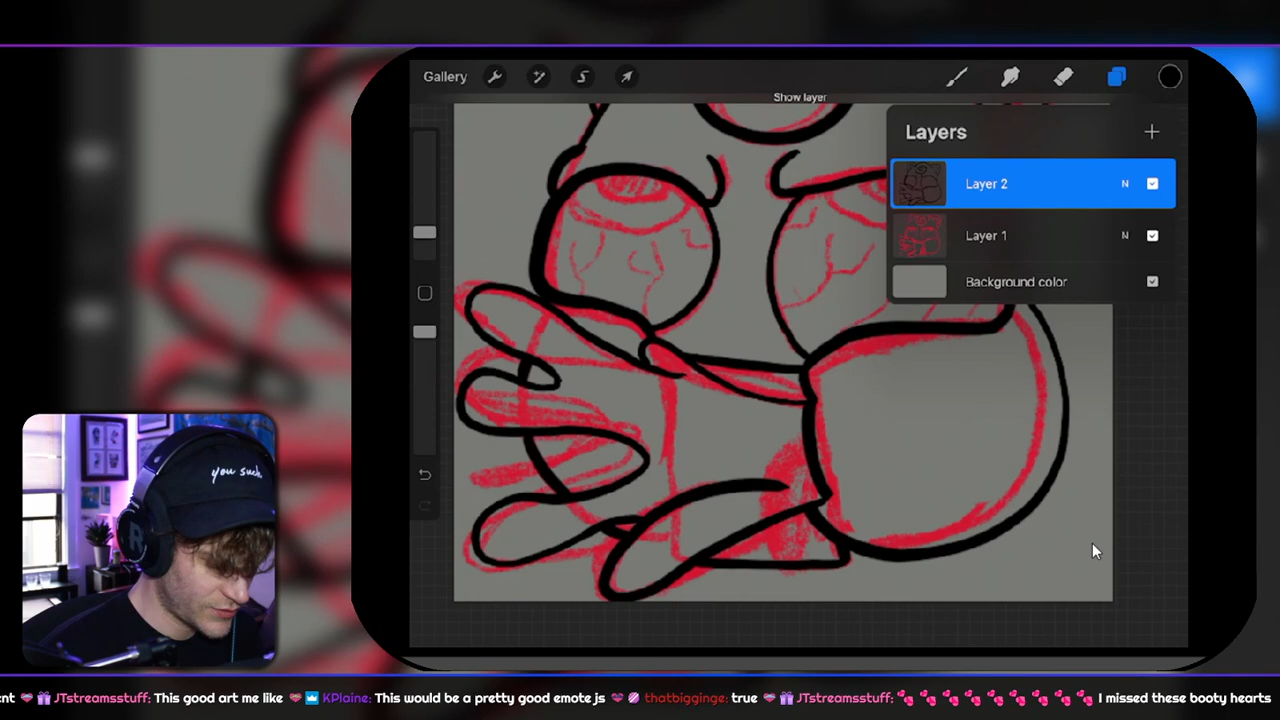 Gallery
Show layer
Layers
Layer 2 N
Layer 1 N
Background color
you suck.
R
ent JTstreamsstuff: This good art me like KPlaine: This would be a pretty good emote js thatbigginge: true JTstreamsstuff: I missed these booty hearts